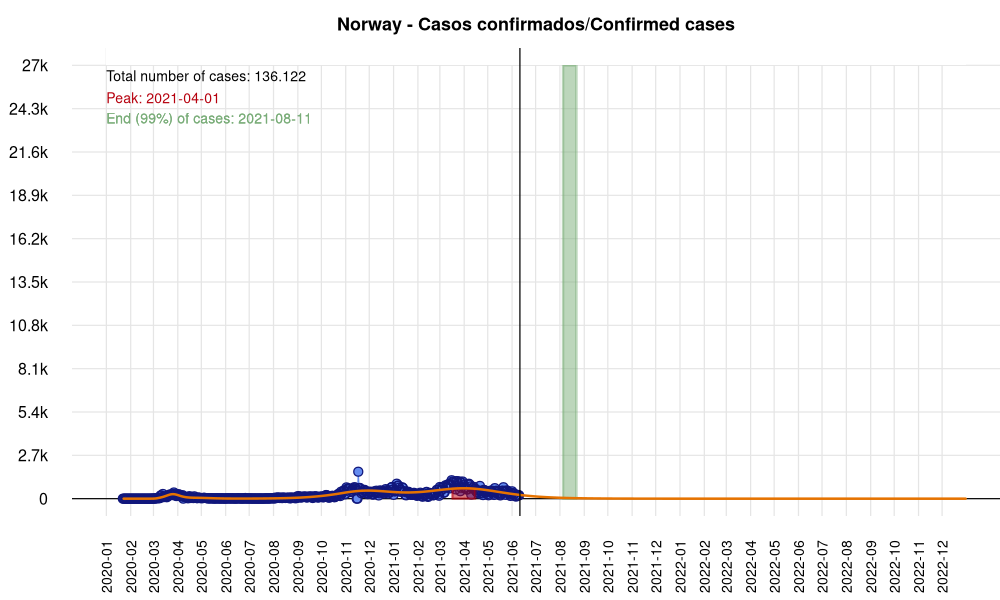 Norway - Casos confirmados/Confirmed cases
27k
24.3k
21.6k
18.9k
16.2k
13.5k
10.8k
8.1k
5.4k
2.7k
0
Total number of cases: 136.122
Peak: 2021-04-01
End (99%) of cases: 2021-08-11
2020-01
2020-02
2020-03
2020-04
2020-05
2020-06
2020-07
2020-08
2020-09
2020-10
2020-11
2020-12
2021-01
2021-02
2021-03
2021-04
2021-05
2021-06
2021-07
2021-08
2021-09
2021-10
2021-11
2021-12
2022-01
2022-02
2022-03
2022-04
2022-05
2022-06
2022-07
2022-08
2022-09
2022-10
2022-11
2022-12